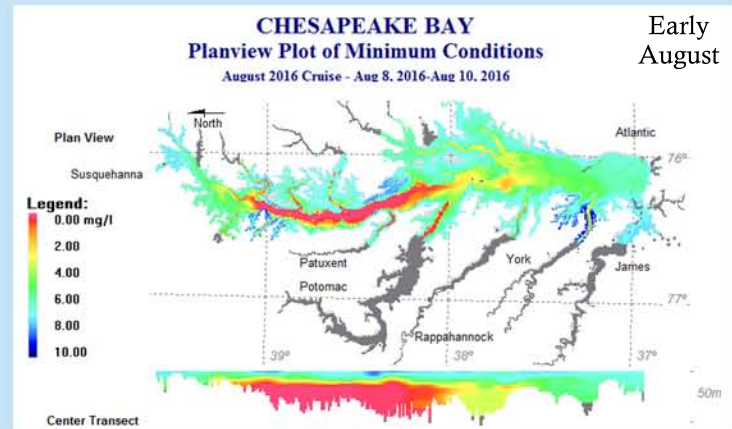 CHESAPEAKE BAY
Planview Plot of Minimum Conditions
August 2016 Cruise - Aug 8, 2016-Aug 10, 2016
Early
August
North
Plan View
Atlantic
76°
Susquehanna
Legend:
0.00 mg/l
2.00
4.00
6.00
8.00
10.00
Patuxent
York
James
Potomac
77°
Rappahannock
39°
38°
37°
50m
Center Transect